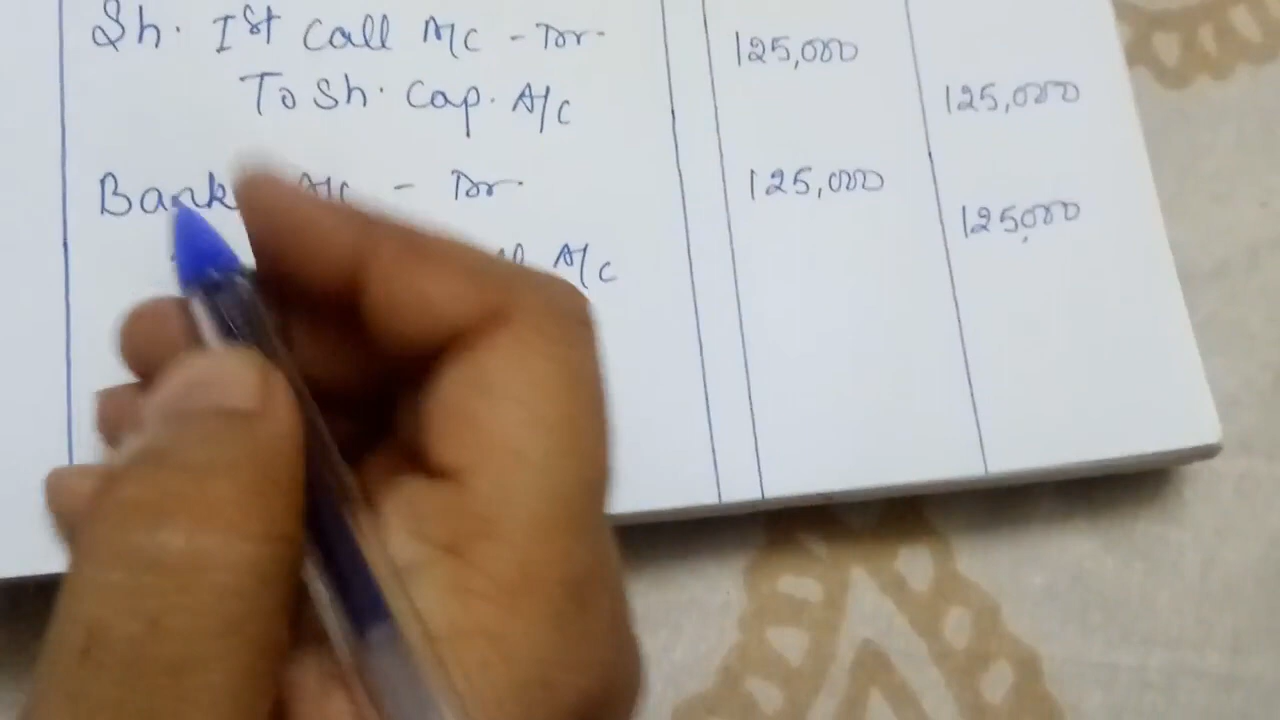 Sh. Ist Call A/C - Dr. 125,000
To Sh. Cap. A/C 125,000
Bank A/C - Dr. 125,000
A/C 125,000